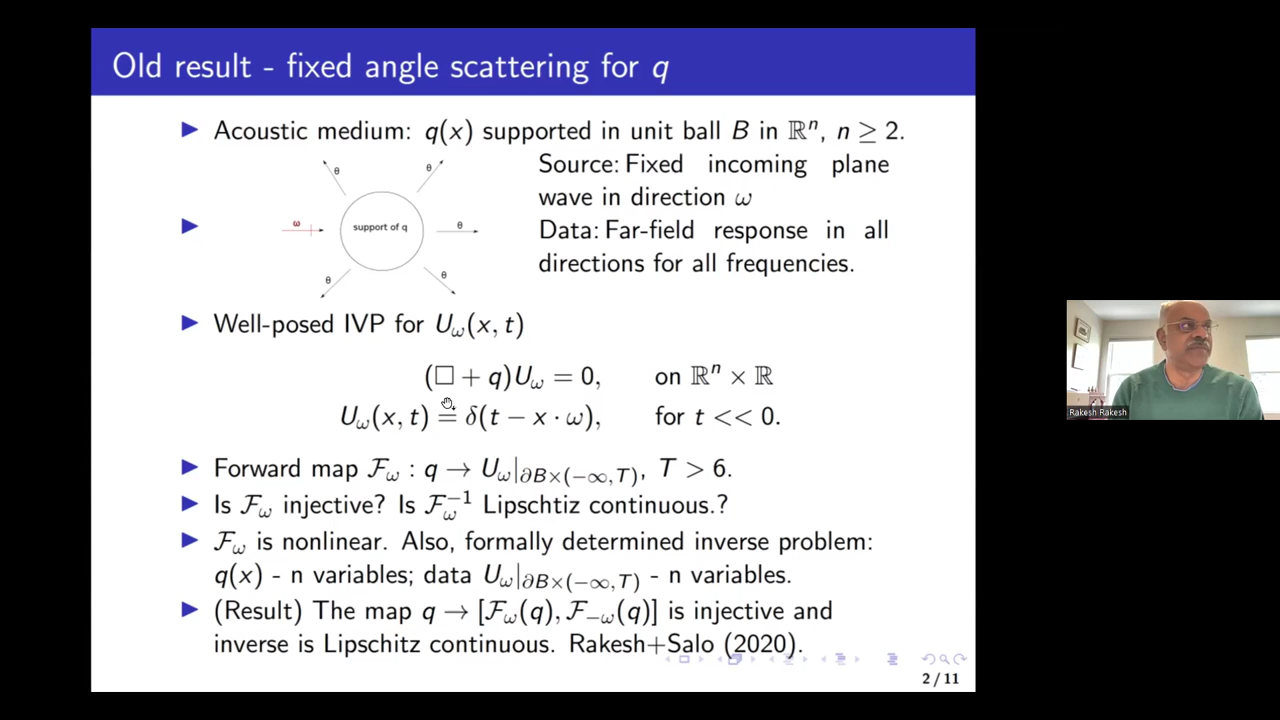 Old result - fixed angle scattering for q
▶ Acoustic medium: q(x) supported in unit ball B in ℝⁿ, n ≥ 2.
θ θ
ω
support of q
θ
θ θ
Source: Fixed incoming plane
wave in direction ω
Data: Far-field response in all
directions for all frequencies.
▶ Well-posed IVP for U_ω(x, t)
(□ + q)U_ω = 0, on ℝⁿ × ℝ
U_ω(x, t) = δ(t − x · ω), for t << 0.
▶ Forward map ℱ_ω : q → U_ω|_{∂B×(−∞,T)}, T > 6.
▶ Is ℱ_ω injective? Is ℱ_ω⁻¹ Lipschtiz continuous.?
▶ ℱ_ω is nonlinear. Also, formally determined inverse problem:
q(x) - n variables; data U_ω|_{∂B×(−∞,T)} - n variables.
▶ (Result) The map q → [ℱ_ω(q), ℱ_{−ω}(q)] is injective and
inverse is Lipschitz continuous. Rakesh+Salo (2020).
2 / 11
Rakesh Rakesh